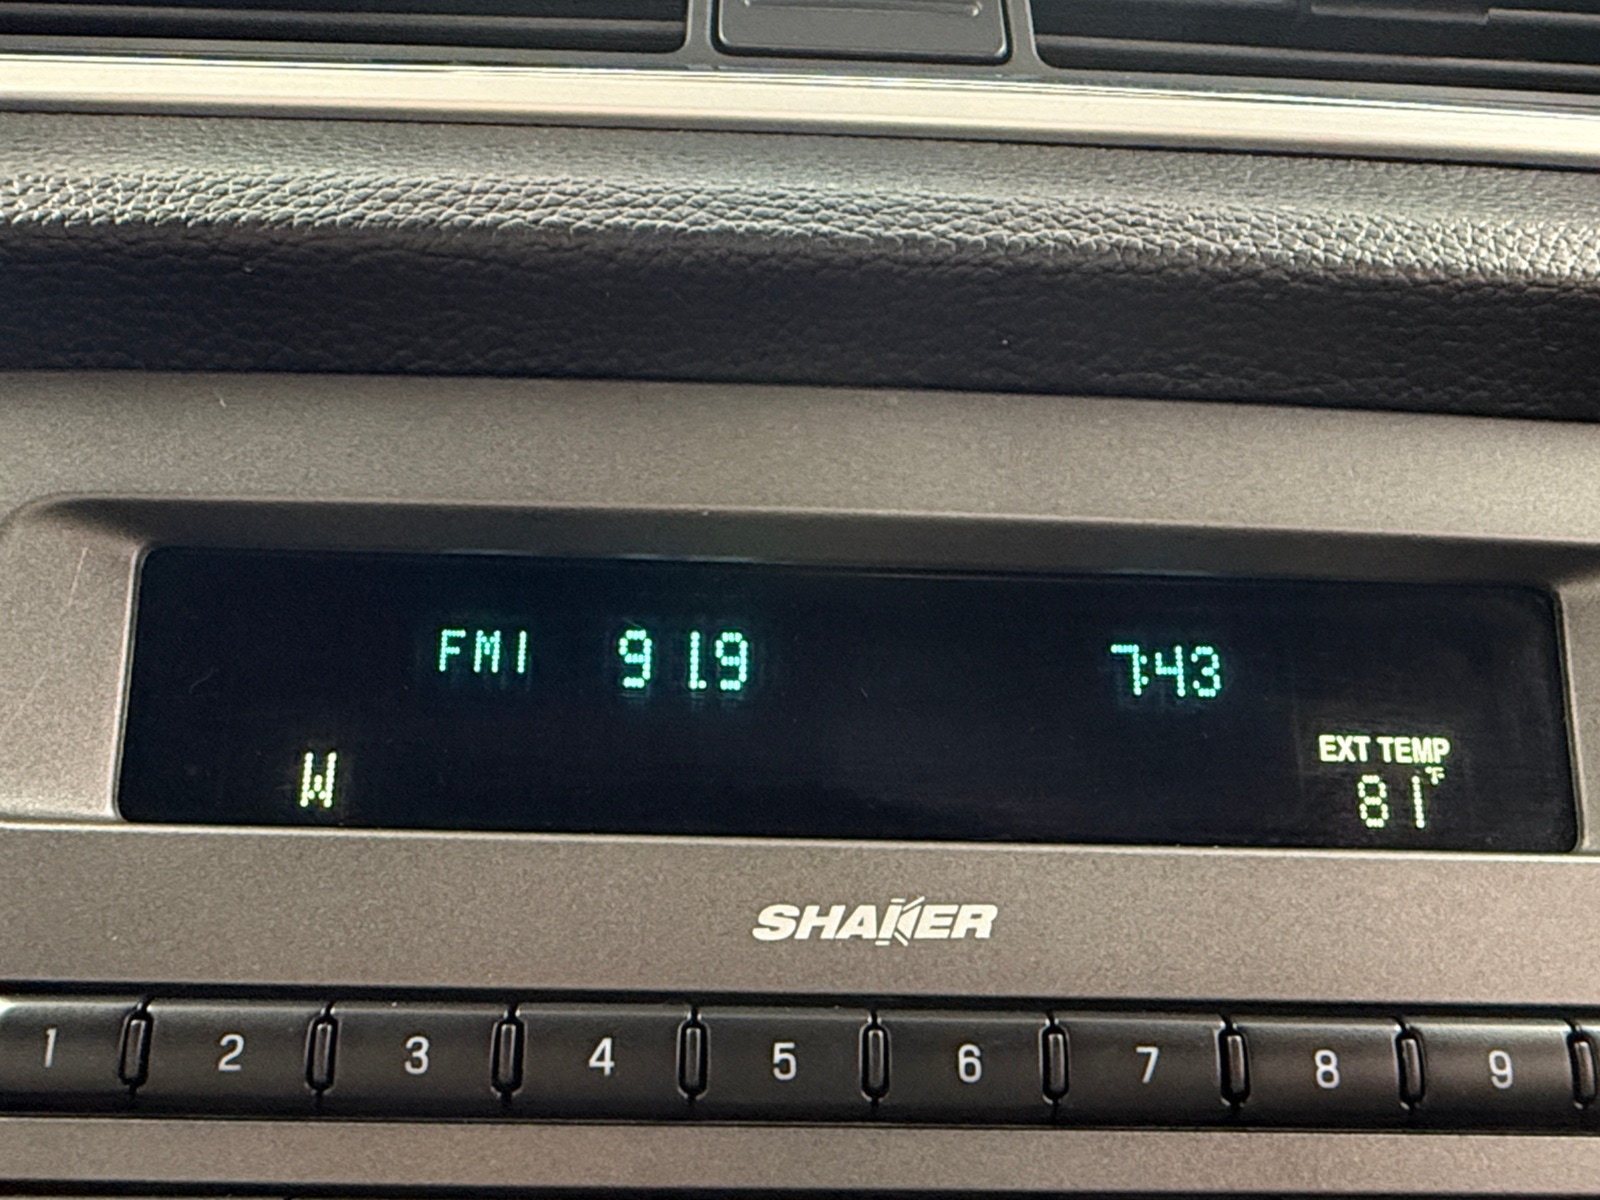 FM1 91.9 7:43
EXT TEMP
W 81°F
SHAKER
1 2 3 4 5 6 7 8 9